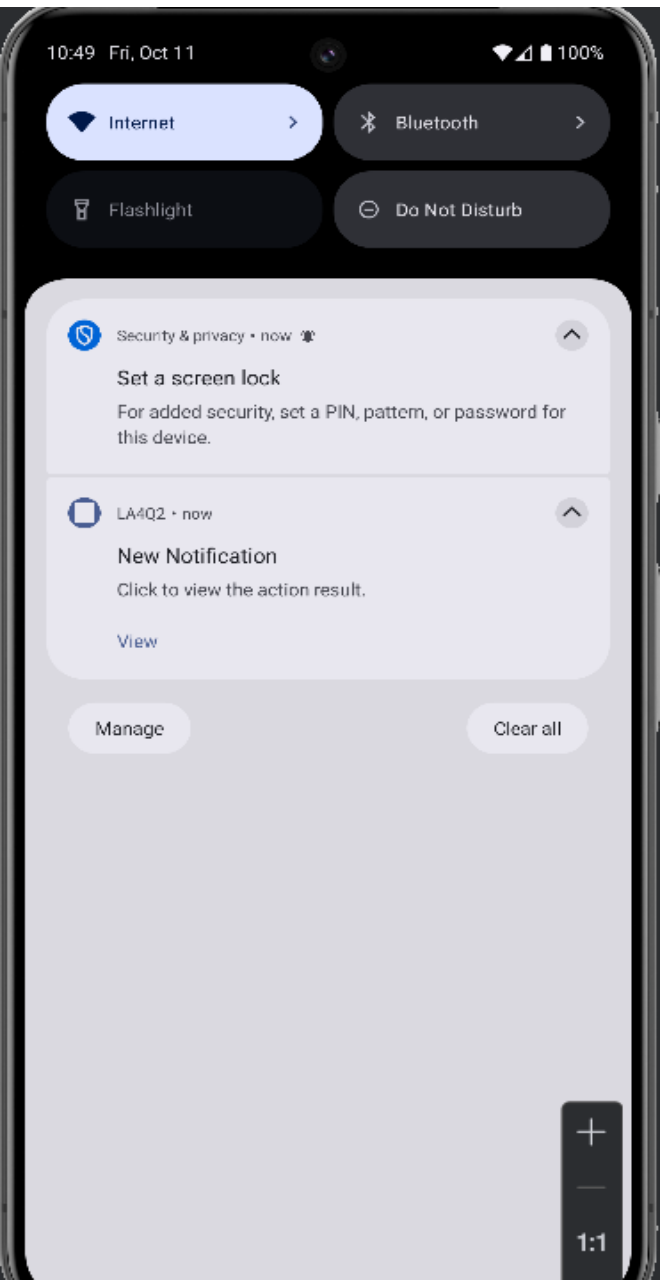 10:49 Fri, Oct 11
100%
Internet
Bluetooth
Flashlight
Do Not Disturb
Security & privacy • now
Set a screen lock
For added security, set a PIN, pattern, or password for
this device.
LA4Q2 • now
New Notification
Click to view the action result.
View
Manage
Clear all
1:1